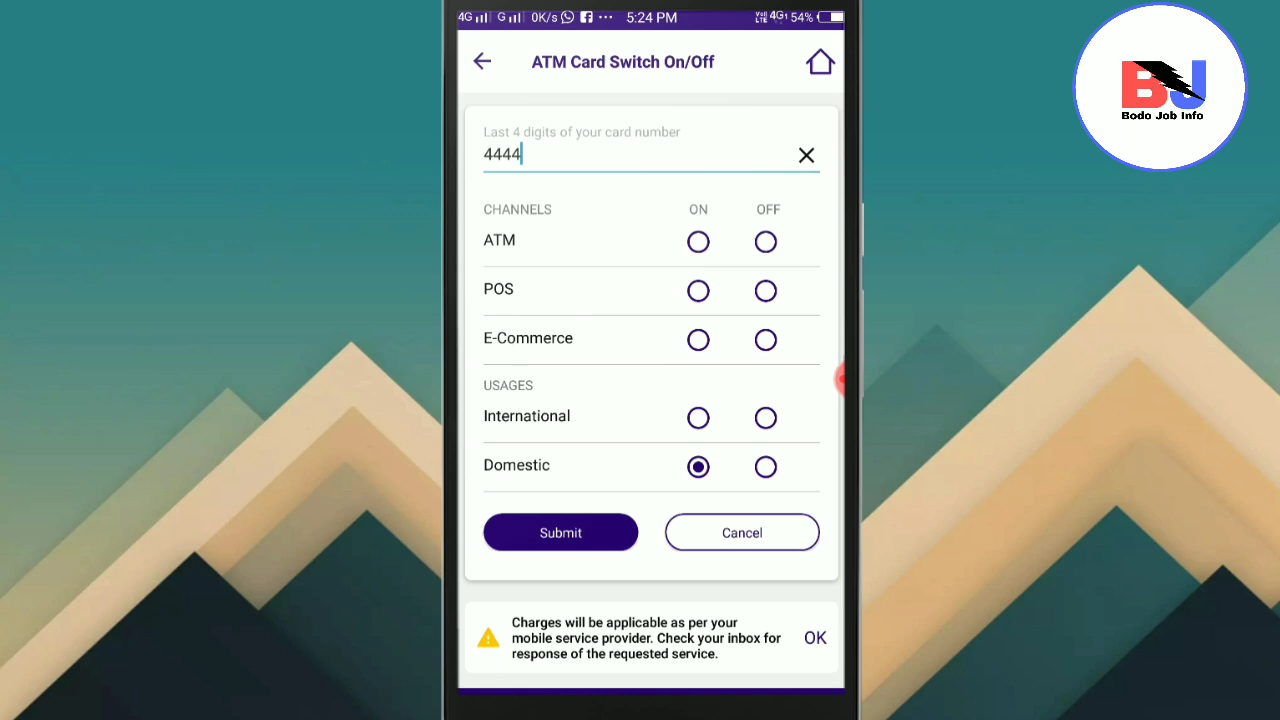 4G G 0K/s 5:24 PM 4G 54%
ATM Card Switch On/Off
BJ
Bodo Job Info
Last 4 digits of your card number
4444
CHANNELS ON OFF
ATM
POS
E-Commerce
USAGES
International
Domestic
Submit Cancel
Charges will be applicable as per your
mobile service provider. Check your inbox for OK
response of the requested service.